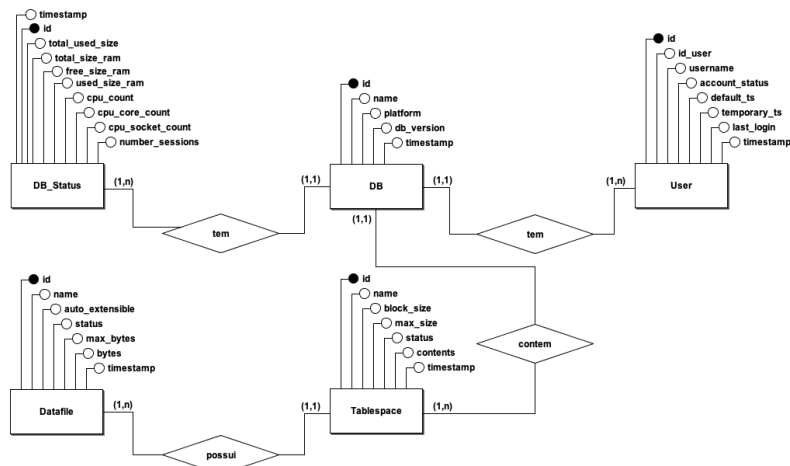 timestamp
id
total_used_size
total_size_ram
free_size_ram
used_size_ram
cpu_count
cpu_core_count
cpu_socket_count
number_sessions
DB_Status
(1,n)
tem
(1,1)
id
name
platform
db_version
timestamp
DB
(1,1)
(1,1)
tem
(1,n)
id
id_user
username
account_status
default_ts
temporary_ts
last_login
timestamp
User
id
name
auto_extensible
status
max_bytes
bytes
timestamp
Datafile
(1,n)
possui
(1,1)
id
name
block_size
max_size
status
contents
timestamp
Tablespace
(1,n)
contem